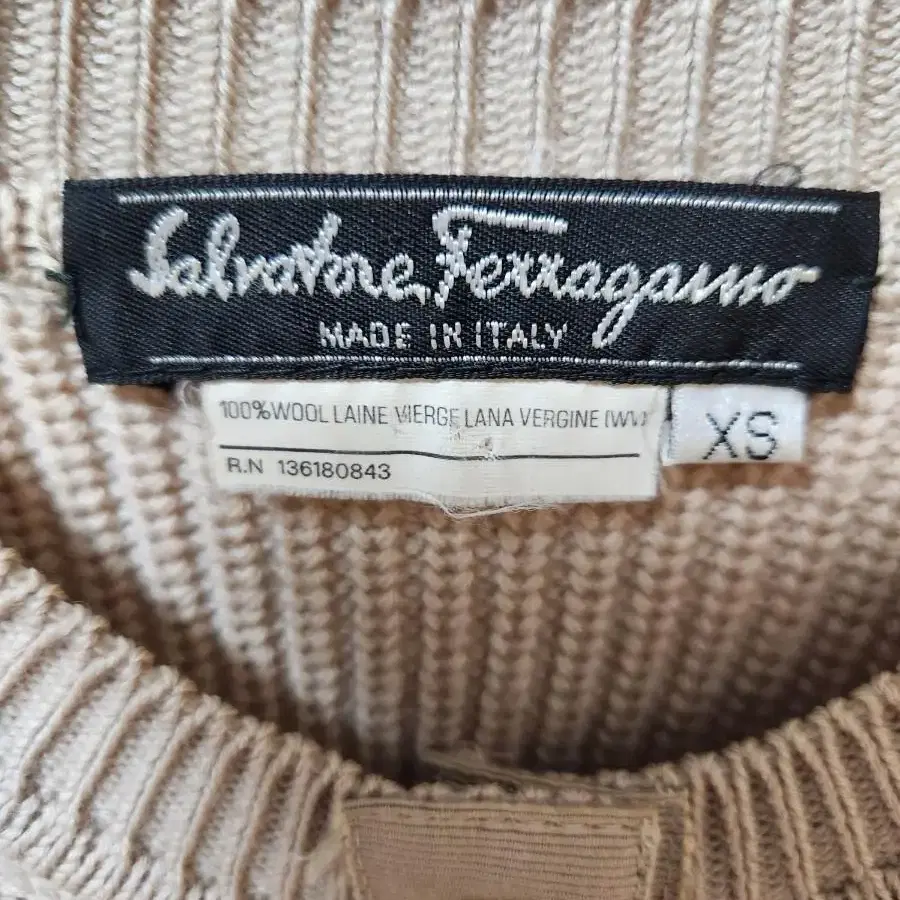 Salvatore Ferragamo
MADE IN ITALY
100% WOOL LAINE VIERGE LANA VERGINE (WV)
XS
R.N 136180843